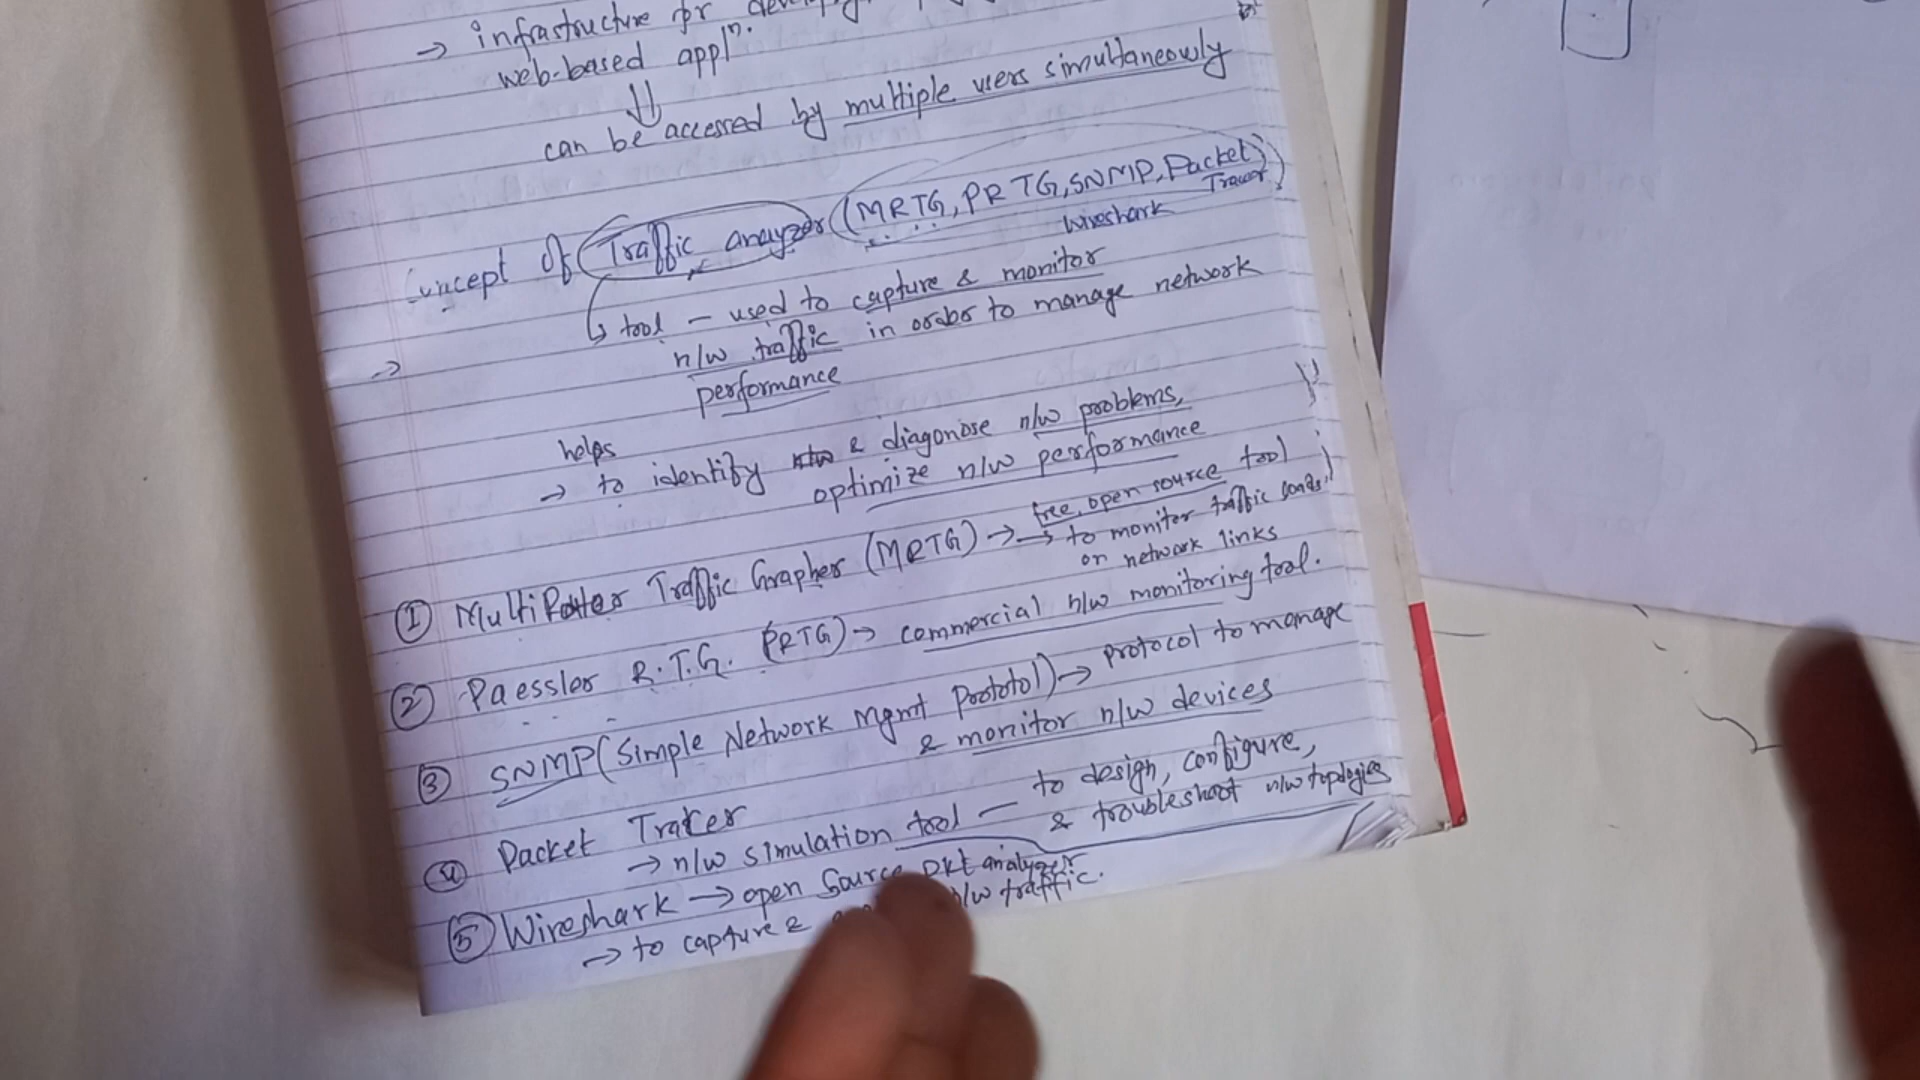 → infrastructure for
web-based applⁿ.
⇓
can be accessed by multiple users simultaneously
Concept of Traffic anayzer (MRTG, PRTG, SNMP, Packet Tracer)
Wireshark
↳ tool - used to capture & monitor
n/w traffic in order to manage network
→ performance
helps
→ to identify & diagonose n/w problems,
optimize n/w performance
① MultiRouter Traffic Grapher (MRTG) →→ free, open source tool
to monitor traffic loads
on network links
② Paessler R.T.G. (PRTG) → commercial n/w monitoring tool.
③ SNMP (Simple Network Mgmt Prototol) → protocol to manage
& monitor n/w devices
④ Packet Tracer
→ n/w simulation tool — to design, configure,
& troubleshoot n/w topologies
⑤ Wireshark → open source pkt analyzer
→ to capture & n/w traffic.